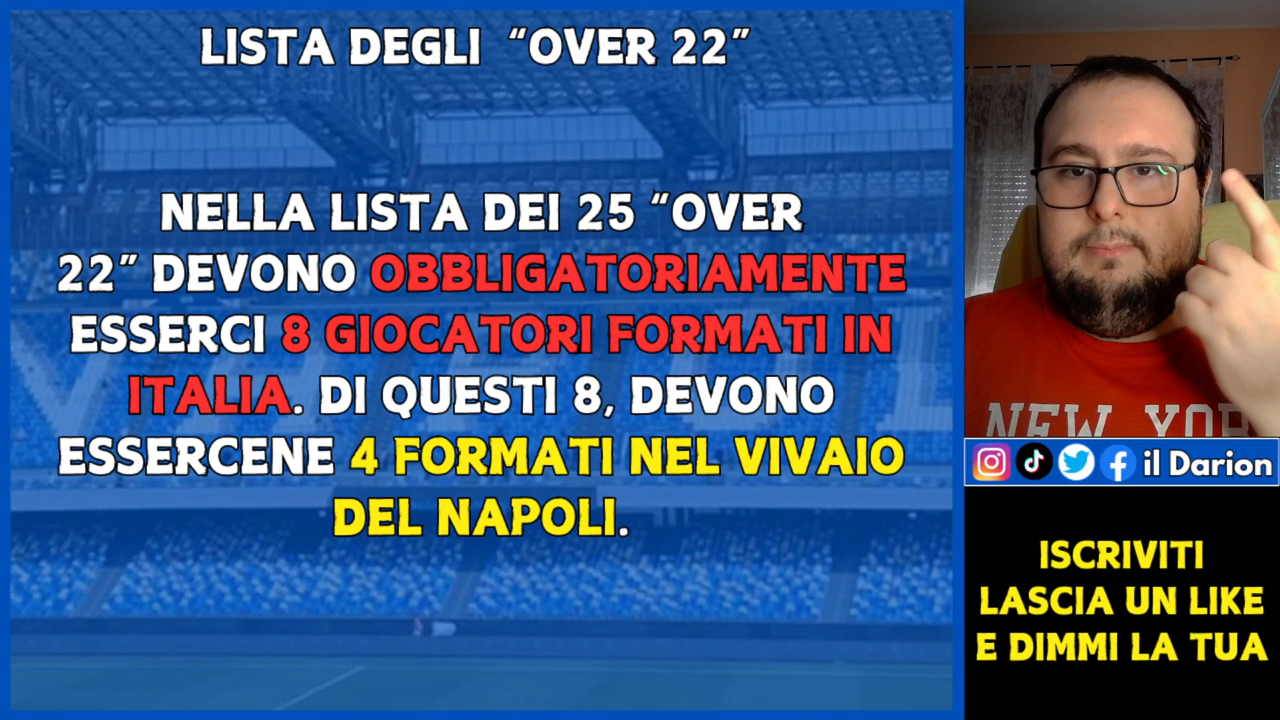 LISTA DEGLI “OVER 22”
NELLA LISTA DEI 25 “OVER
22” DEVONO OBBLIGATORIAMENTE
ESSERCI 8 GIOCATORI FORMATI IN
ITALIA. DI QUESTI 8, DEVONO
ESSERCENE 4 FORMATI NEL VIVAIO
DEL NAPOLI.
NEW YOR
il Darion
ISCRIVITI
LASCIA UN LIKE
E DIMMI LA TUA